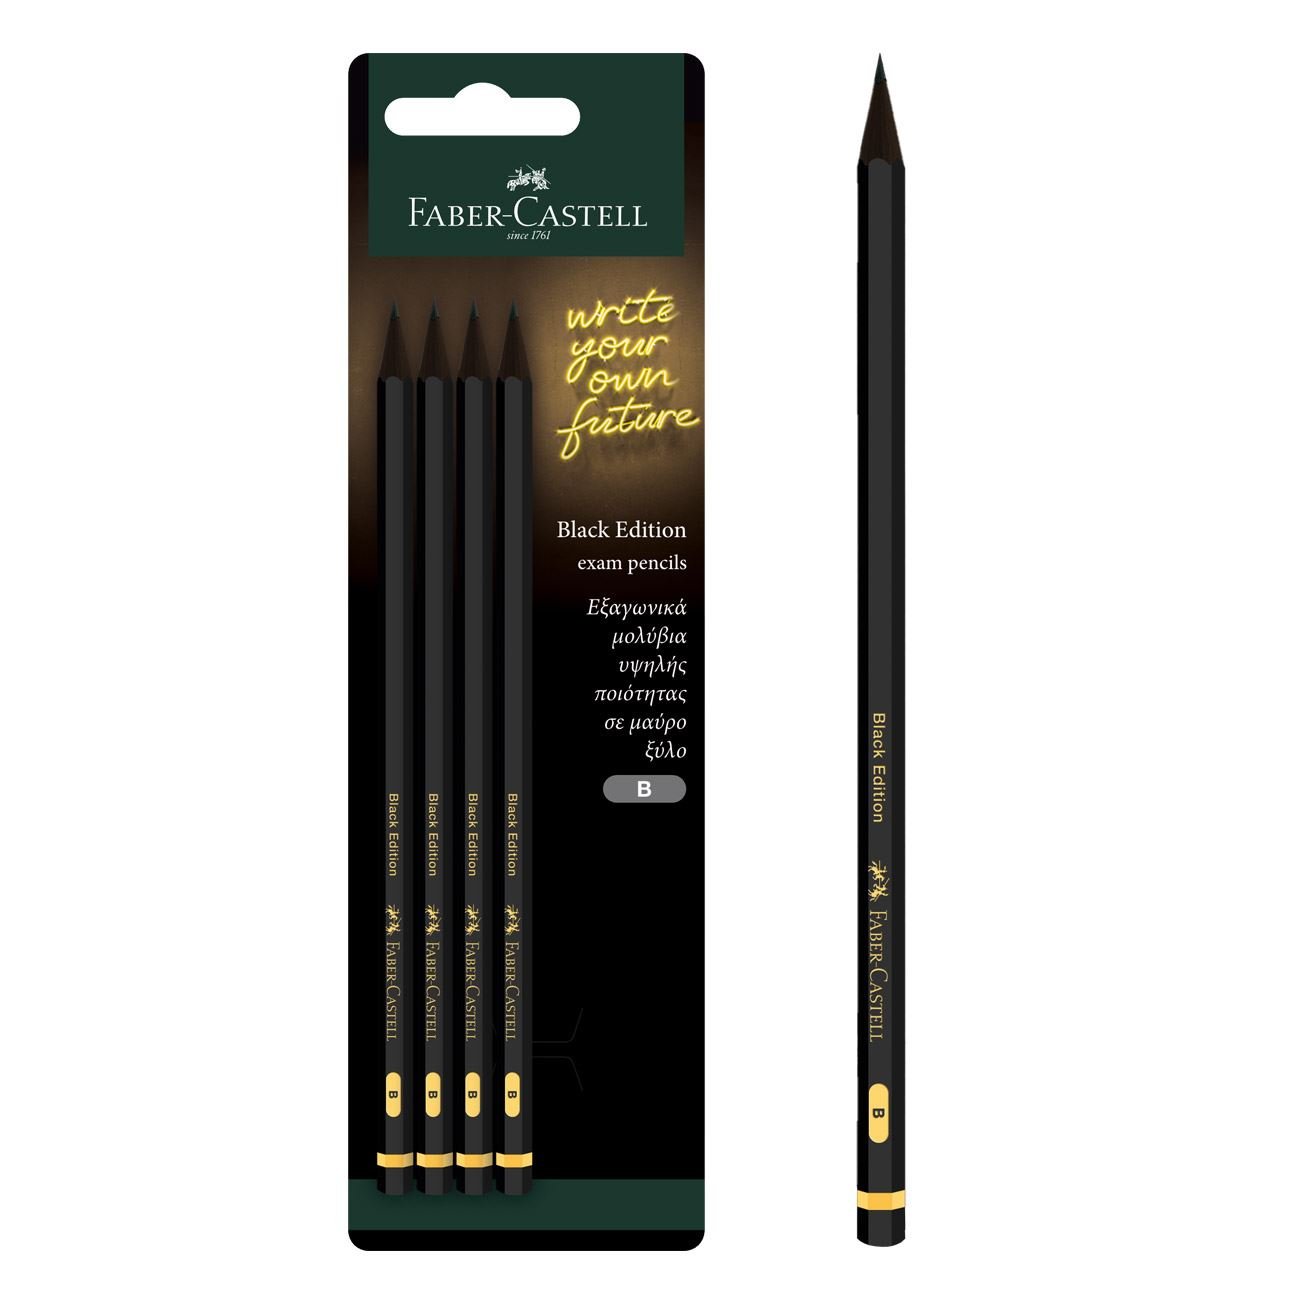 FABER-CASTELL
since 1761
write
your
own
future
Black Edition
exam pencils
Εξαγωνικά
μολύβια
υψηλής
ποιότητας
σε μαύρο
ξύλο
B
Black Edition FABER-CASTELL B
Black Edition FABER-CASTELL B
Black Edition FABER-CASTELL B
Black Edition FABER-CASTELL B
Black Edition FABER-CASTELL B